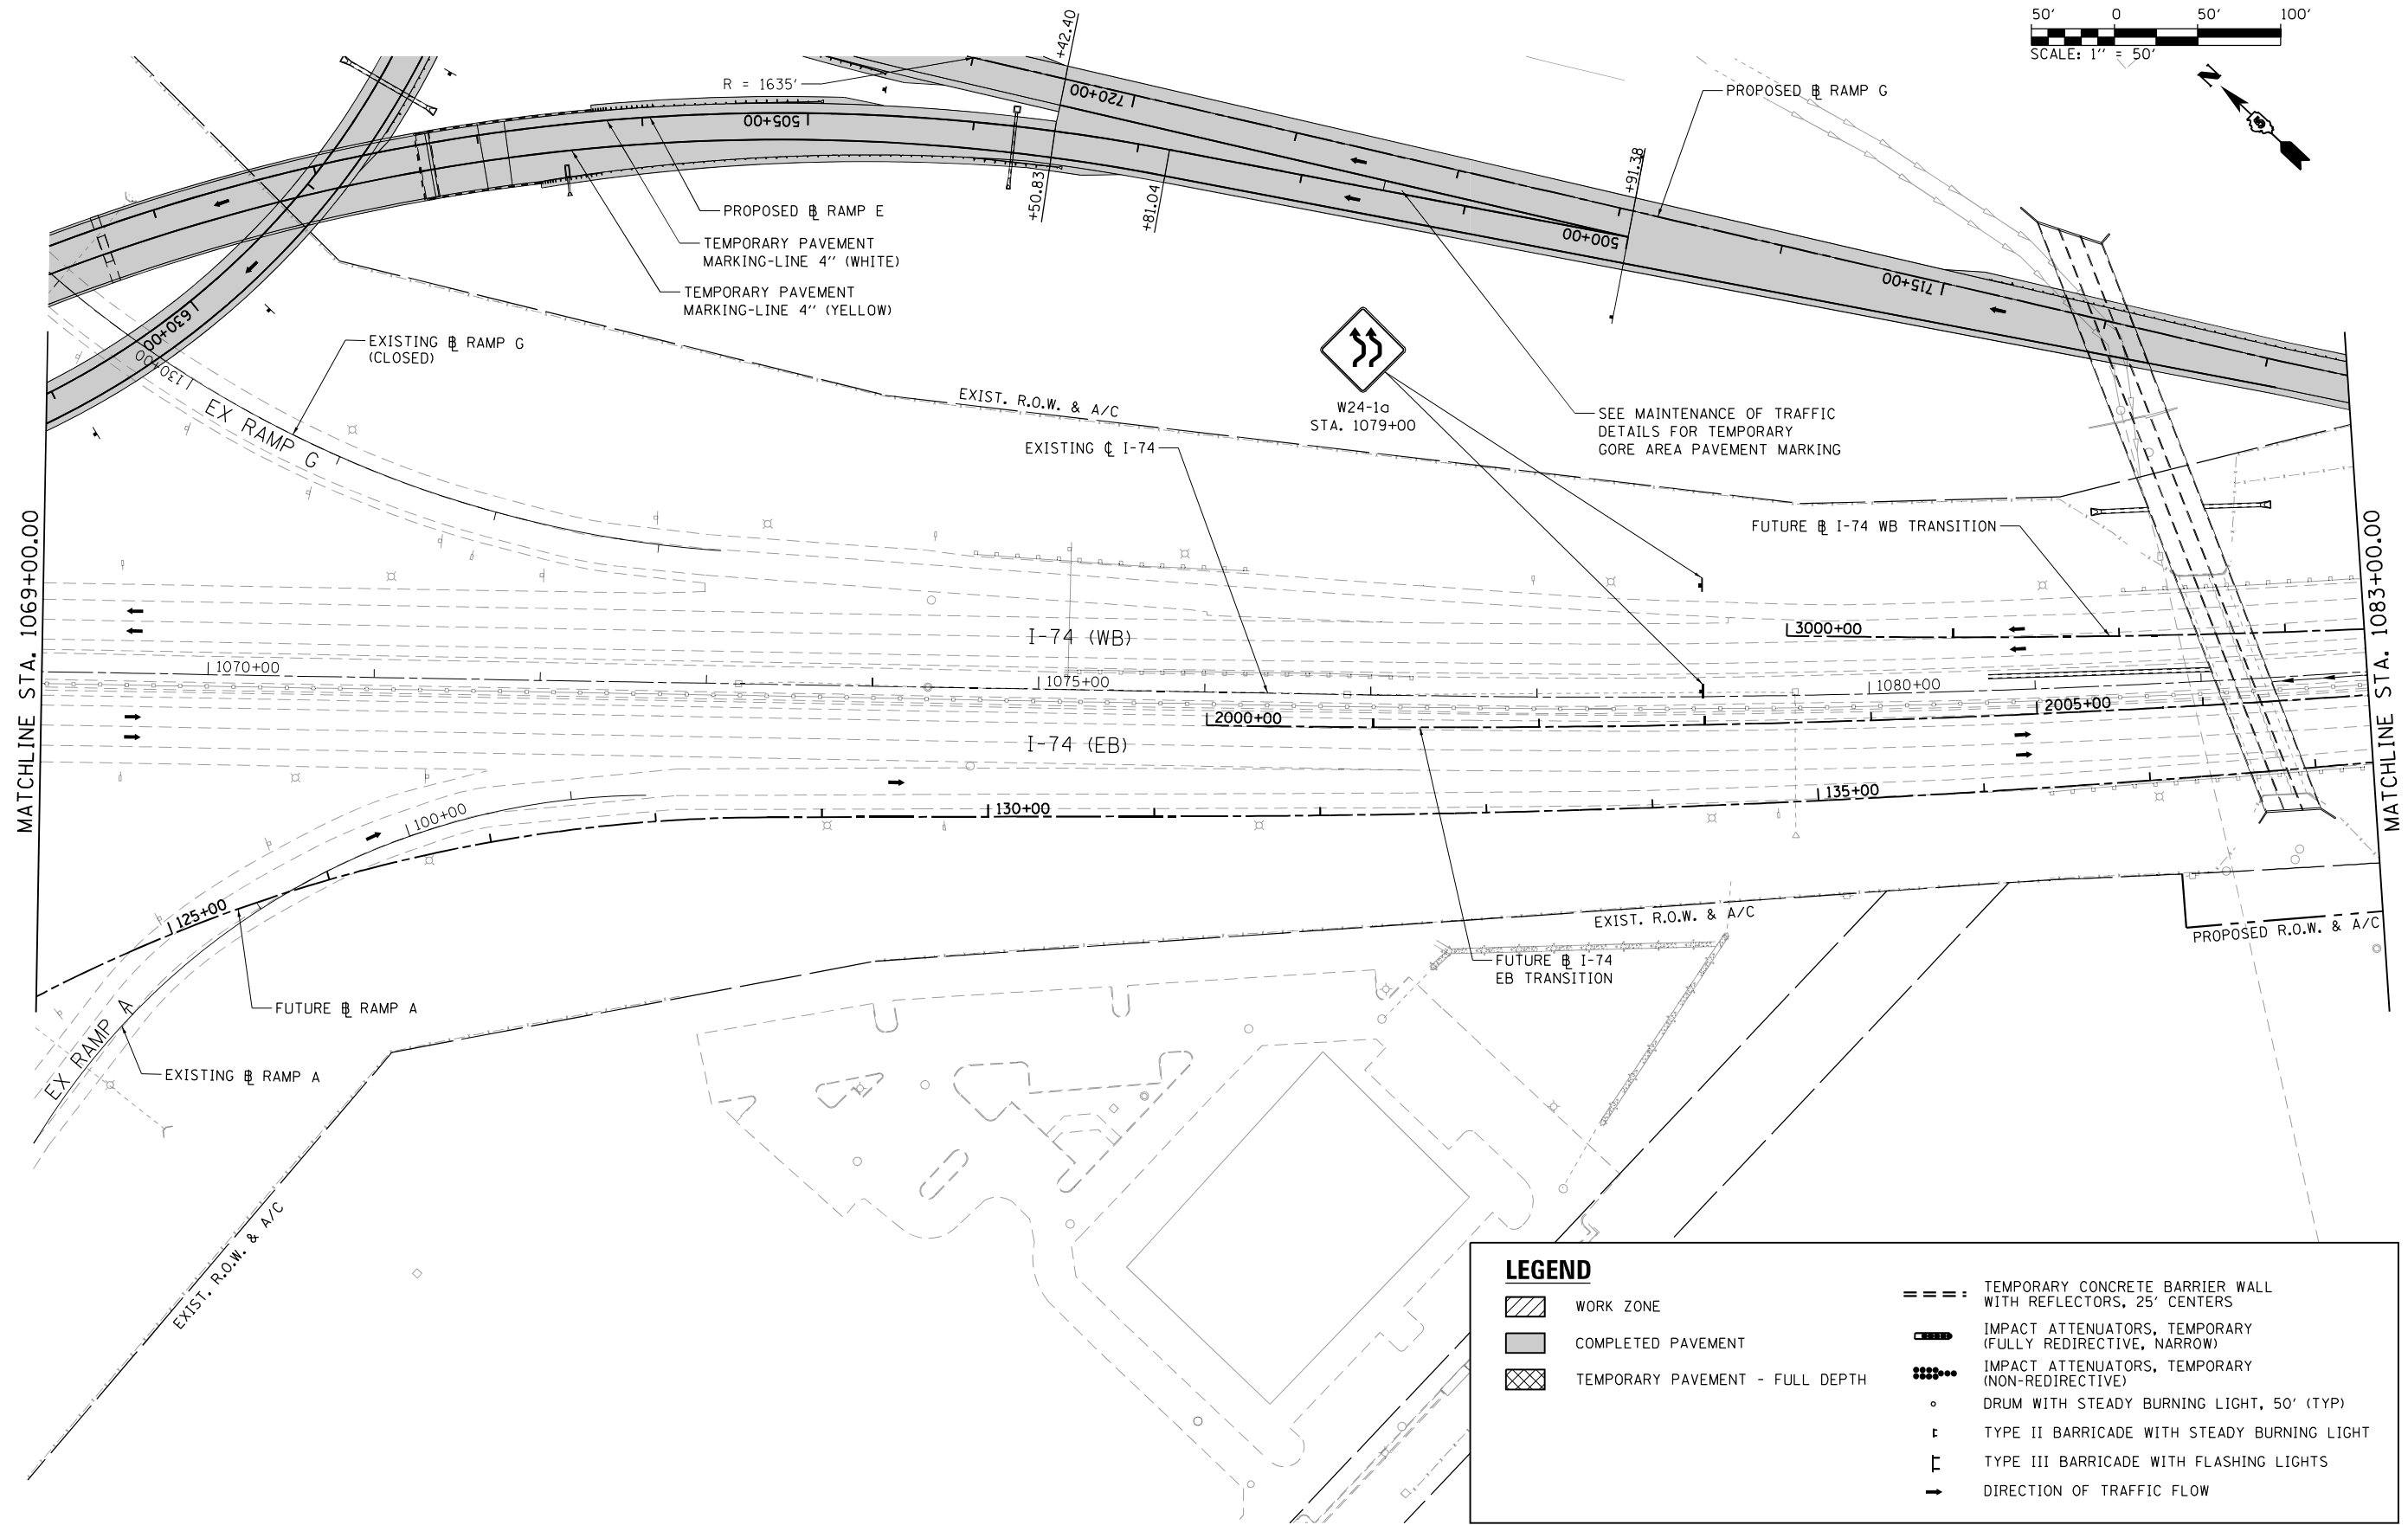 50' 0 50' 100'
SCALE: 1" = 50'
N
5
+42.40
R = 1635'
720+00
PROPOSED ℄ RAMP G
505+00
+50.83
+81.04
+91.38
500+00
715+00
PROPOSED ℄ RAMP E
TEMPORARY PAVEMENT
MARKING-LINE 4" (WHITE)
TEMPORARY PAVEMENT
MARKING-LINE 4" (YELLOW)
630+00
130+00
EXISTING ℄ RAMP G
(CLOSED)
EX RAMP G
EXIST. R.O.W. & A/C
W24-1a
STA. 1079+00
SEE MAINTENANCE OF TRAFFIC
DETAILS FOR TEMPORARY
GORE AREA PAVEMENT MARKING
EXISTING ℄ I-74
FUTURE ℄ I-74 WB TRANSITION
MATCHLINE STA. 1069+00.00
MATCHLINE STA. 1083+00.00
I-74 (WB)
3000+00
1070+00
1075+00
1080+00
2000+00
2005+00
I-74 (EB)
100+00
130+00
135+00
125+00
EXIST. R.O.W. & A/C
PROPOSED R.O.W. & A/C
FUTURE ℄ I-74
EB TRANSITION
FUTURE ℄ RAMP A
EX RAMP A
EXISTING ℄ RAMP A
EXIST. R.O.W. & A/C
LEGEND
WORK ZONE
COMPLETED PAVEMENT
TEMPORARY PAVEMENT - FULL DEPTH
TEMPORARY CONCRETE BARRIER WALL
WITH REFLECTORS, 25' CENTERS
IMPACT ATTENUATORS, TEMPORARY
(FULLY REDIRECTIVE, NARROW)
IMPACT ATTENUATORS, TEMPORARY
(NON-REDIRECTIVE)
DRUM WITH STEADY BURNING LIGHT, 50' (TYP)
TYPE II BARRICADE WITH STEADY BURNING LIGHT
TYPE III BARRICADE WITH FLASHING LIGHTS
DIRECTION OF TRAFFIC FLOW